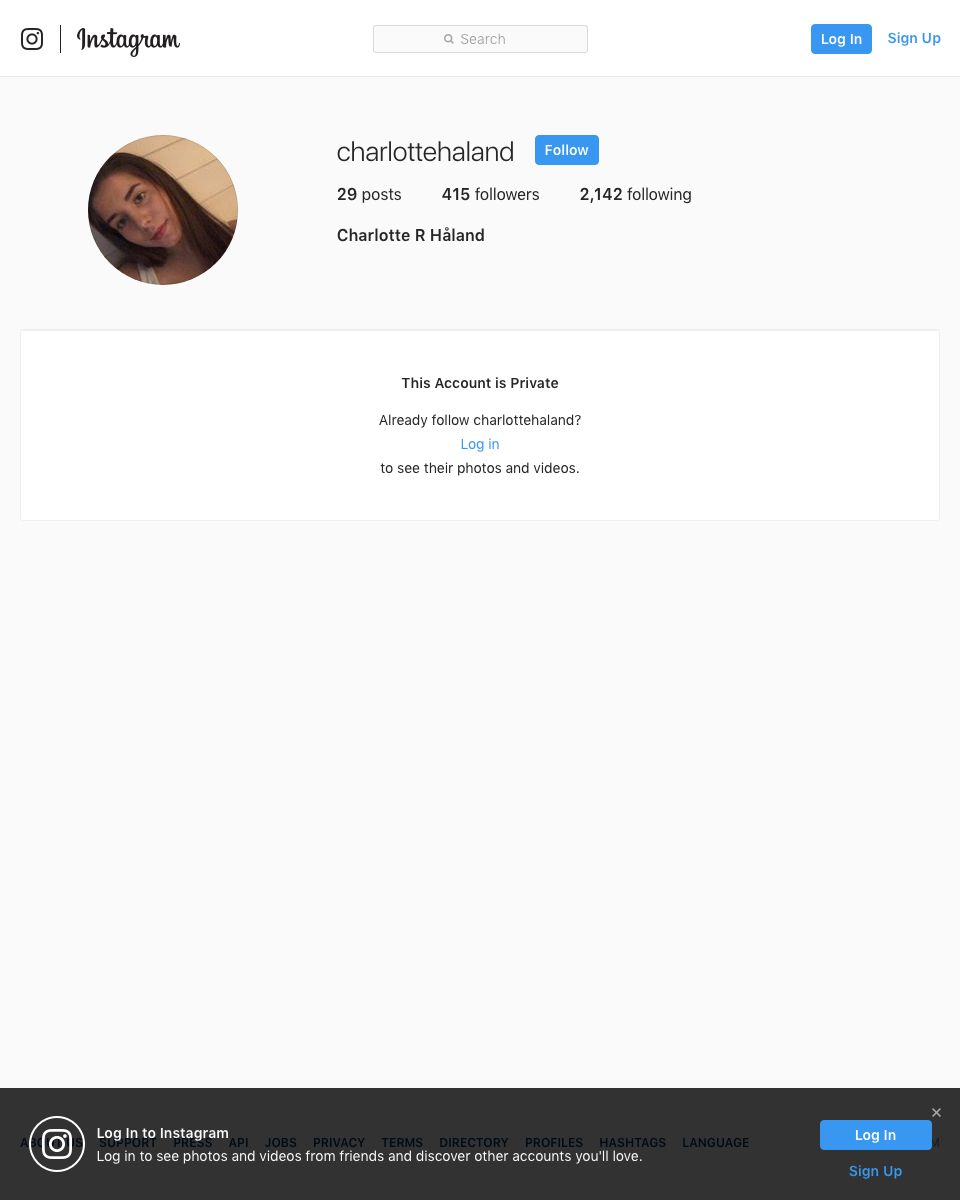 Instagram
Search
Log In
Sign Up
charlottehaland
Follow
29 posts 415 followers 2,142 following
Charlotte R Håland
This Account is Private
Already follow charlottehaland?
Log in
to see their photos and videos.
SUPPORT PRESS API JOBS PRIVACY TERMS DIRECTORY PROFILES HASHTAGS LANGUAGE
Log In to Instagram
Log in to see photos and videos from friends and discover other accounts you'll love.
Log In
Sign Up